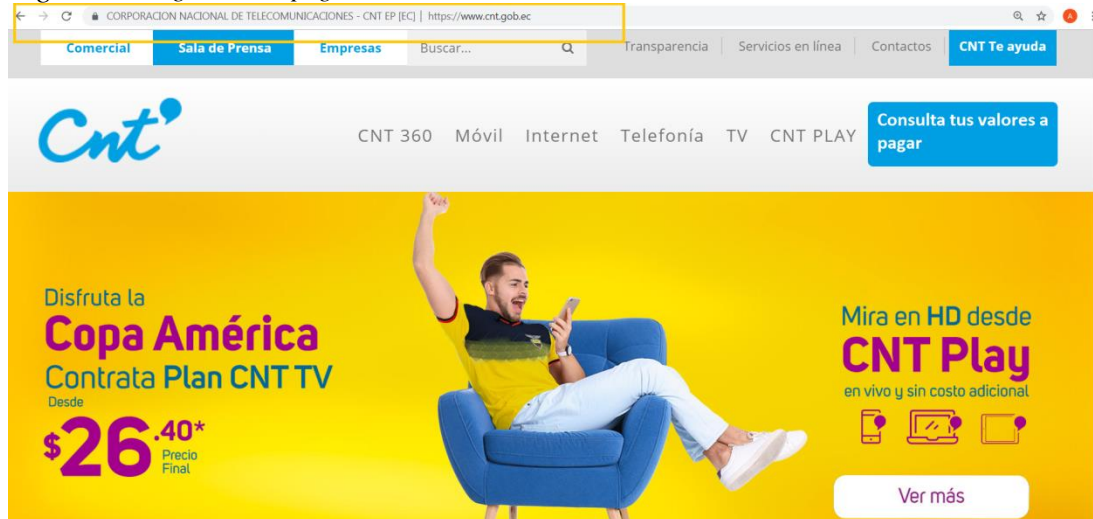 CORPORACION NACIONAL DE TELECOMUNICACIONES - CNT EP [EC] | https://www.cnt.gob.ec
Comercial Sala de Prensa Empresas Buscar... Transparencia Servicios en línea Contactos CNT Te ayuda
Cnt
CNT 360 Móvil Internet Telefonía TV CNT PLAY
Consulta tus valores a
pagar
Disfruta la
Copa América
Contrata Plan CNT TV
Desde
$26.40*
Precio
Final
Mira en HD desde
CNT Play
en vivo y sin costo adicional
Ver más